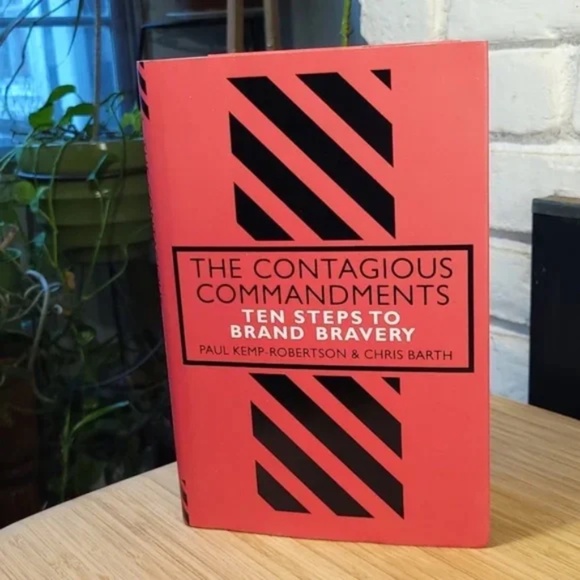 THE CONTAGIOUS
COMMANDMENTS
TEN STEPS TO
BRAND BRAVERY
PAUL KEMP-ROBERTSON & CHRIS BARTH